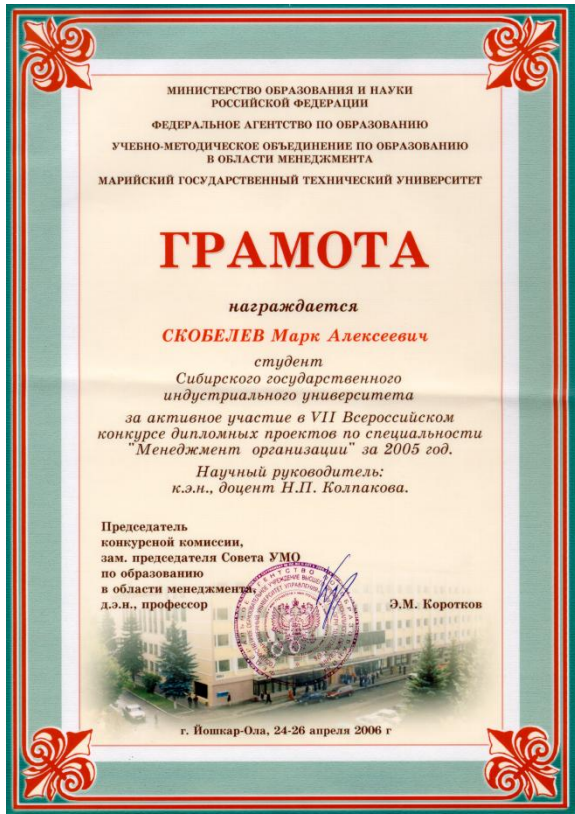 МИНИСТЕРСТВО ОБРАЗОВАНИЯ И НАУКИ
РОССИЙСКОЙ ФЕДЕРАЦИИ
ФЕДЕРАЛЬНОЕ АГЕНТСТВО ПО ОБРАЗОВАНИЮ
УЧЕБНО-МЕТОДИЧЕСКОЕ ОБЪЕДИНЕНИЕ ПО ОБРАЗОВАНИЮ
В ОБЛАСТИ МЕНЕДЖМЕНТА
МАРИЙСКИЙ ГОСУДАРСТВЕННЫЙ ТЕХНИЧЕСКИЙ УНИВЕРСИТЕТ
ГРАМОТА
награждается
СКОБЕЛЕВ Марк Алексеевич
студент
Сибирского государственного
индустриального университета
за активное участие в VII Всероссийском
конкурсе дипломных проектов по специальности
"Менеджмент организации" за 2005 год.
Научный руководитель:
к.э.н., доцент Н.П. Колпакова.
Председатель
конкурсной комиссии,
зам. председателя Совета УМО
по образованию
в области менеджмента,
д.э.н., профессор Э.М. Коротков
г. Йошкар-Ола, 24-26 апреля 2006 г